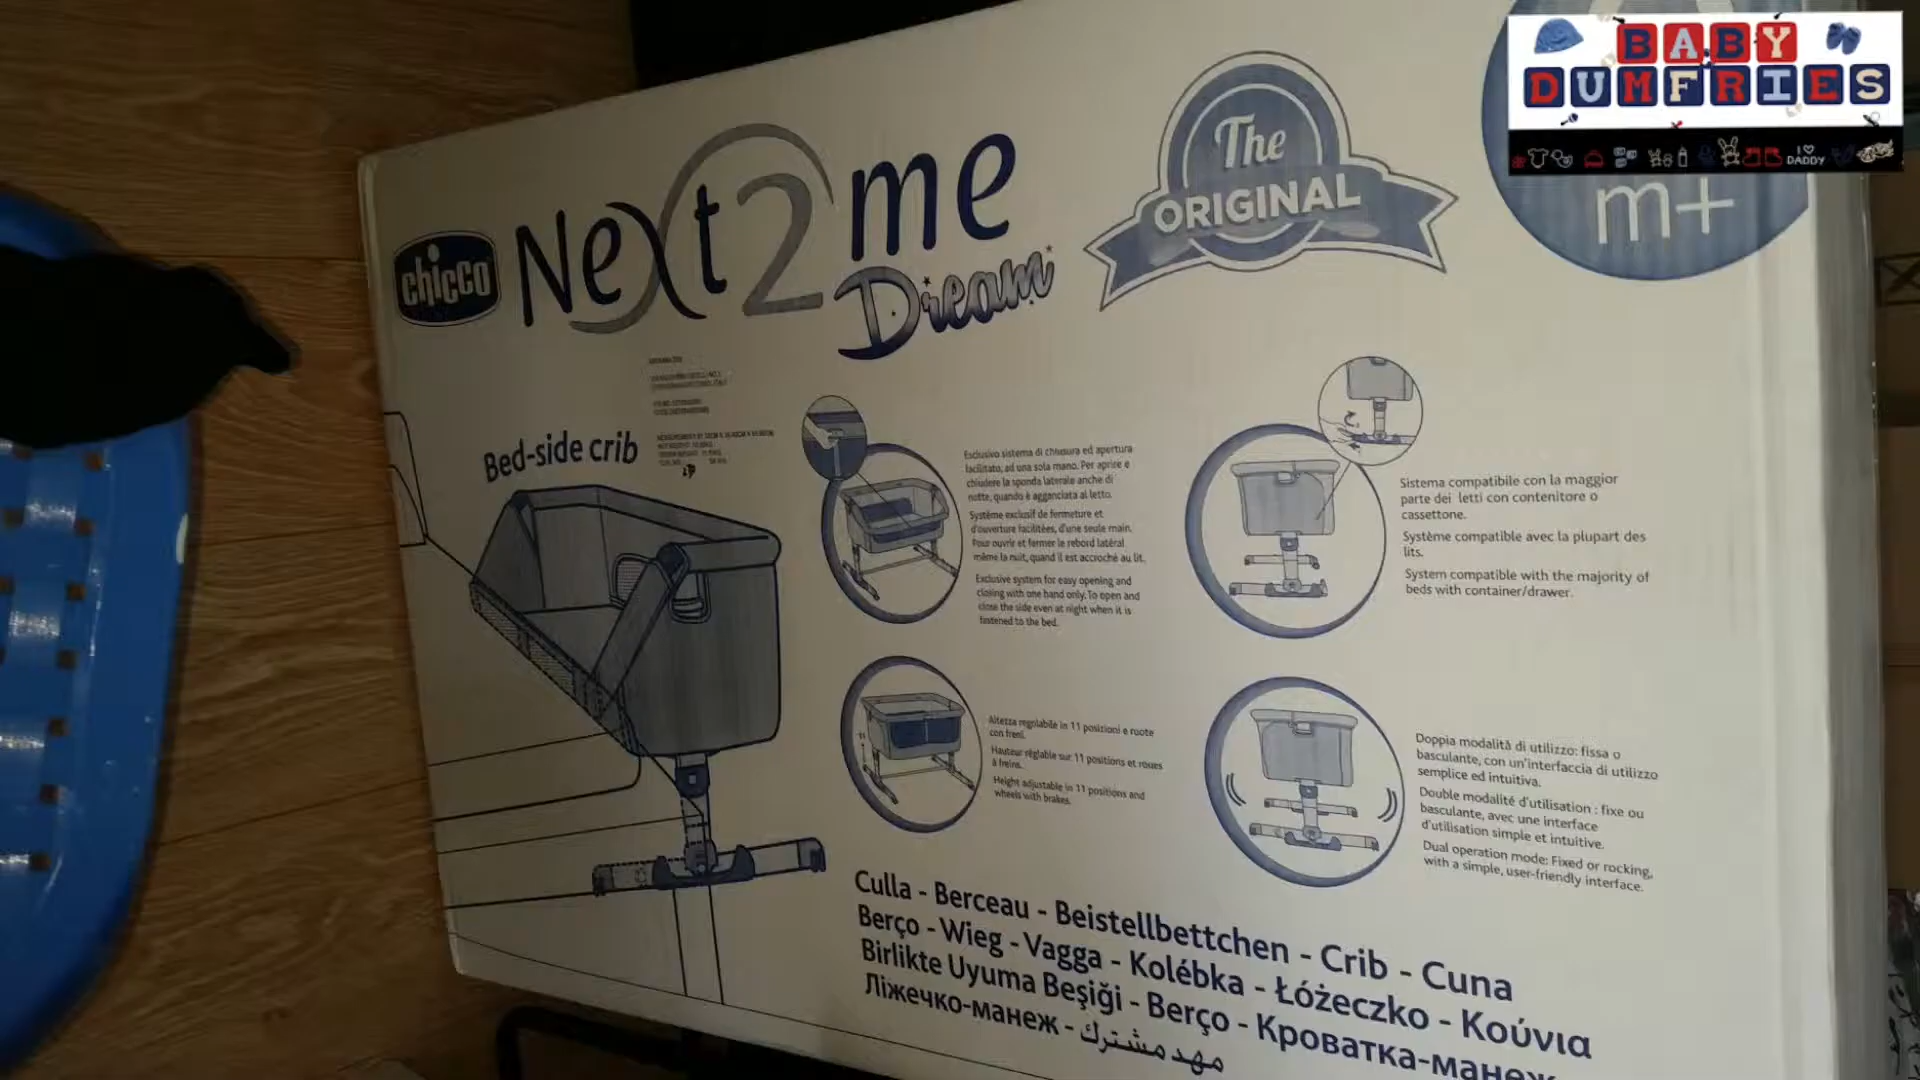 BABY
DUMFRIES
I
DADDY
m+
The
ORIGINAL
chicco
Next2me
Dream
Bed-side crib
Esclusivo sistema di chiusura ed apertura
facilitato, ad una sola mano. Per aprire e
chiudere la sponda laterale anche di
notte, quando è agganciata al letto.
Système exclusif de fermeture et
d'ouverture facilitées, d'une seule main.
Pour ouvrir et fermer le rebord latéral
même la nuit, quand il est accroché au lit.
Exclusive system for easy opening and
closing with one hand only. To open and
close the side even at night when it is
fastened to the bed.
Sistema compatibile con la maggior
parte dei letti con contenitore o
cassettone.
Système compatible avec la plupart des
lits.
System compatible with the majority of
beds with container/drawer.
11
Altezza regolabile in 11 posizioni e ruote
con freni.
Hauteur réglable sur 11 positions et roues
à freins.
Height adjustable in 11 positions and
wheels with brakes.
Doppia modalità di utilizzo: fissa o
basculante, con un'interfaccia di utilizzo
semplice ed intuitiva.
Double modalité d'utilisation : fixe ou
basculante, avec une interface
d'utilisation simple et intuitive.
Dual operation mode: Fixed or rocking,
with a simple, user-friendly interface.
Culla - Berceau - Beistellbettchen - Crib - Cuna
Berço - Wieg - Vagga - Kolébka - Łóżeczko - Κούνια
Birlikte Uyuma Beşiği - Berço - Кроватка-манеж
Ліжечко-манеж - مهد مشترك